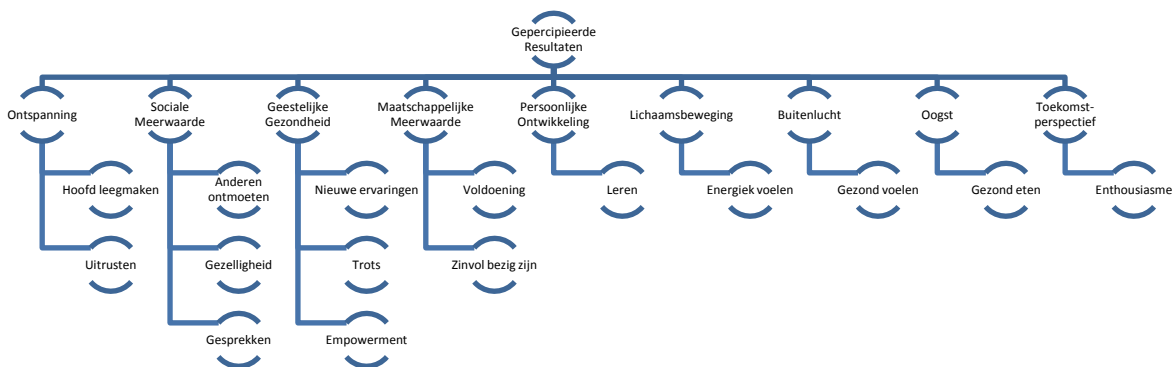 Gepercipieerde
Resultaten
Ontspanning
Sociale
Meerwaarde
Geestelijke
Gezondheid
Maatschappelijke
Meerwaarde
Persoonlijke
Ontwikkeling
Lichaamsbeweging
Buitenlucht
Oogst
Toekomst-
perspectief
Hoofd leegmaken
Anderen
ontmoeten
Nieuwe ervaringen
Voldoening
Leren
Energiek voelen
Gezond voelen
Gezond eten
Enthousiasme
Uitrusten
Gezelligheid
Trots
Zinvol bezig zijn
Gesprekken
Empowerment